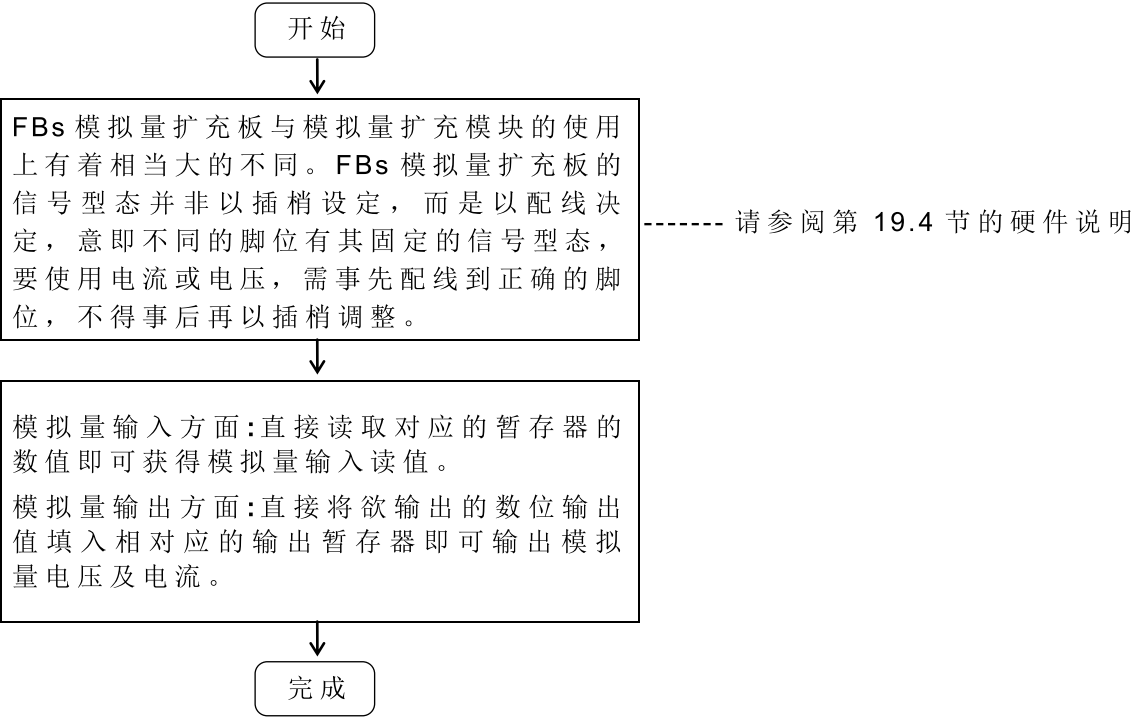 开始
FBs 模拟量扩充板与模拟量扩充模块的使用
上有着相当大的不同。FBs 模拟量扩充板的
信号型态并非以插梢设定，而是以配线决
定，意即不同的脚位有其固定的信号型态，
要使用电流或电压，需事先配线到正确的脚
位，不得事后再以插梢调整。
请参阅第 19.4 节的硬件说明
模拟量输入方面:直接读取对应的暂存器的
数值即可获得模拟量输入读值。
模拟量输出方面:直接将欲输出的数位输出
值填入相对应的输出暂存器即可输出模拟
量电压及电流。
完成